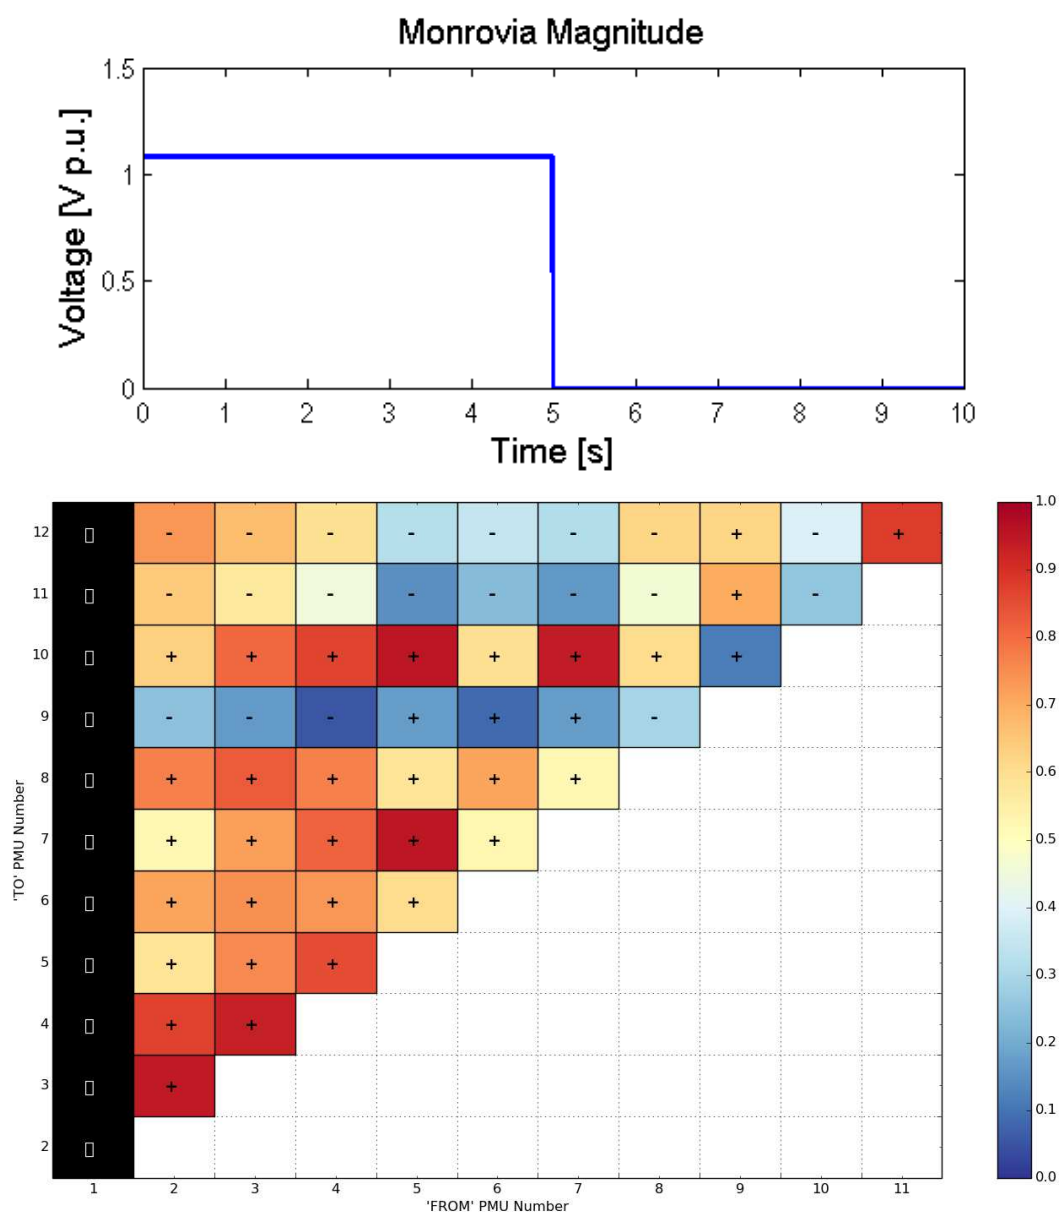 Monrovia Magnitude
Voltage [V p.u.]
1.5
1
0.5
0
0 1 2 3 4 5 6 7 8 9 10
Time [s]
'TO' PMU Number
12 - - - - - - - + - +
11 - - - - - - - + -
10 + + + + + + + +
9 - - - + + + -
8 + + + + + +
7 + + + + +
6 + + + +
5 + + +
4 + +
3 +
2
1 2 3 4 5 6 7 8 9 10 11
'FROM' PMU Number
1.0
0.9
0.8
0.7
0.6
0.5
0.4
0.3
0.2
0.1
0.0